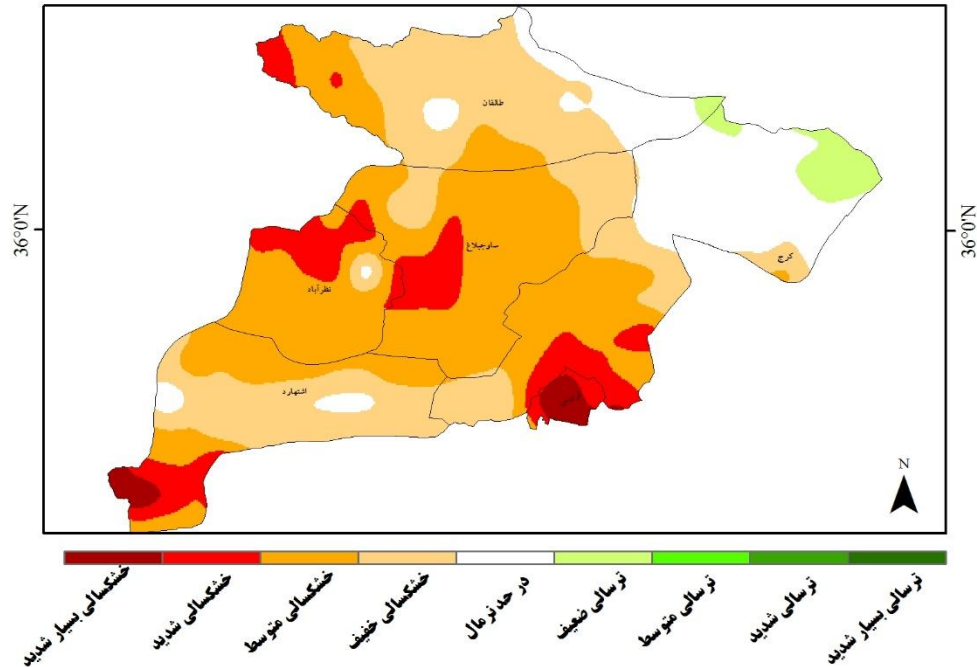 طالقان
36°0'N
36°0'N
ساوجبلاغ
کرج
نظرآباد
اشتهارد
N
خشکسالی بسیار شدید
خشکسالی شدید
خشکسالی متوسط
خشکسالی خفیف
در حد نرمال
ترسالی ضعیف
ترسالی متوسط
ترسالی شدید
ترسالی بسیار شدید